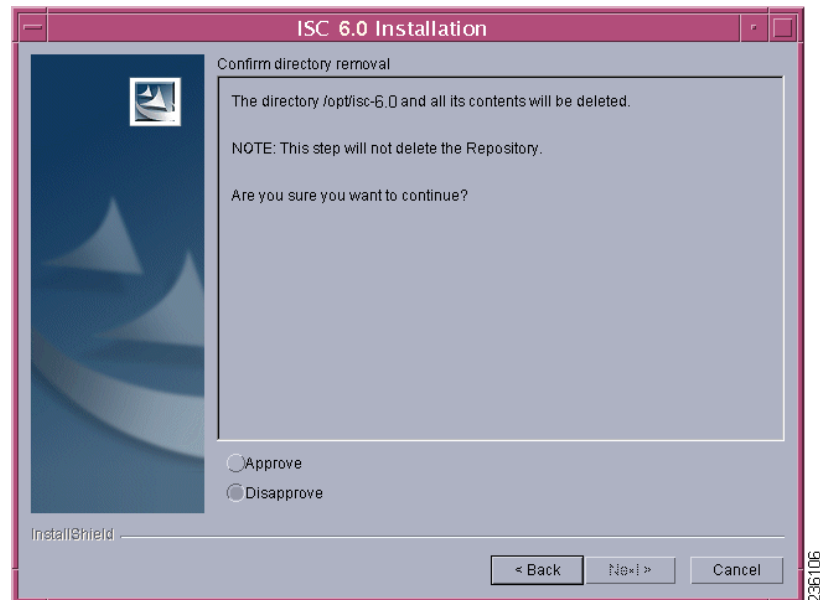 ISC 6.0 Installation
Confirm directory removal
The directory /opt/isc-6.0 and all its contents will be deleted.
NOTE: This step will not delete the Repository.
Are you sure you want to continue?
Approve
Disapprove
InstallShield
< Back
Next >
Cancel
236106